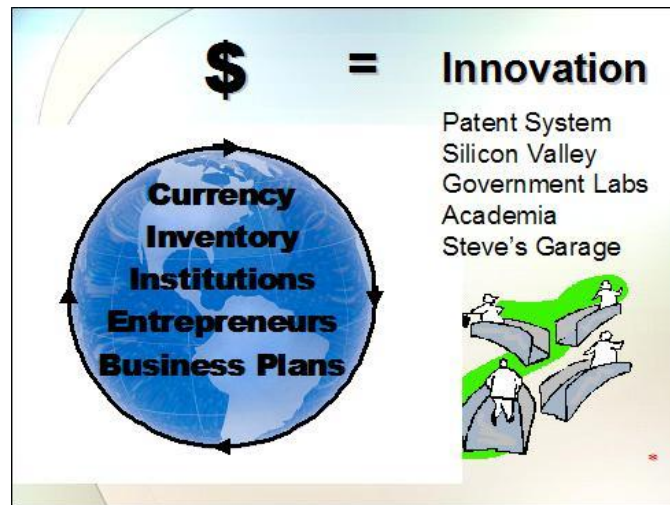 $ = Innovation
Patent System
Silicon Valley
Government Labs
Academia
Steve's Garage
Currency
Inventory
Institutions
Entrepreneurs
Business Plans
*